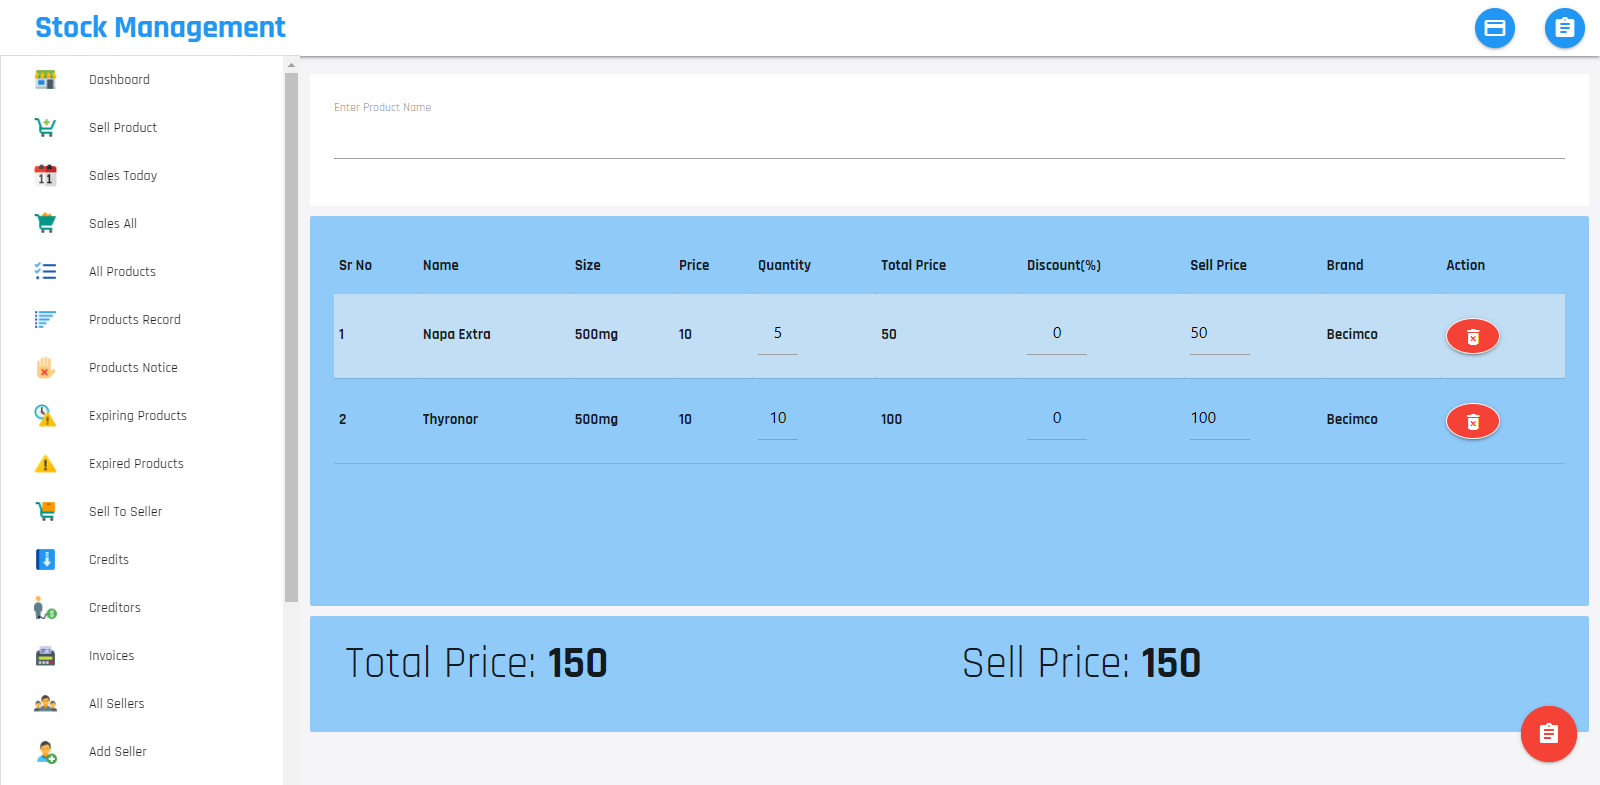 Stock Management
Dashboard
Sell Product
11
Sales Today
Sales All
All Products
Products Record
Products Notice
Expiring Products
Expired Products
Sell To Seller
Credits
Creditors
Invoices
All Sellers
Add Seller
Enter Product Name
Sr No Name Size Price Quantity Total Price Discount(%) Sell Price Brand Action
1 Napa Extra 500mg 10 5 50 0 50 Becimco
2 Thyronor 500mg 10 10 100 0 100 Becimco
Total Price: 150 Sell Price: 150